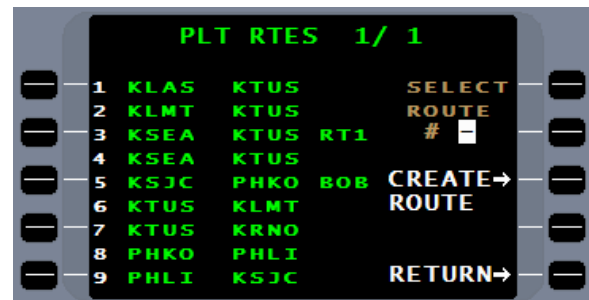 PLT RTES 1/ 1
1 KLAS KTUS SELECT
2 KLMT KTUS ROUTE
3 KSEA KTUS RT1 # –
4 KSEA KTUS
5 KSJC PHKO BOB CREATE→
6 KTUS KLMT ROUTE
7 KTUS KRNO
8 PHKO PHLI
9 PHLI KSJC RETURN→